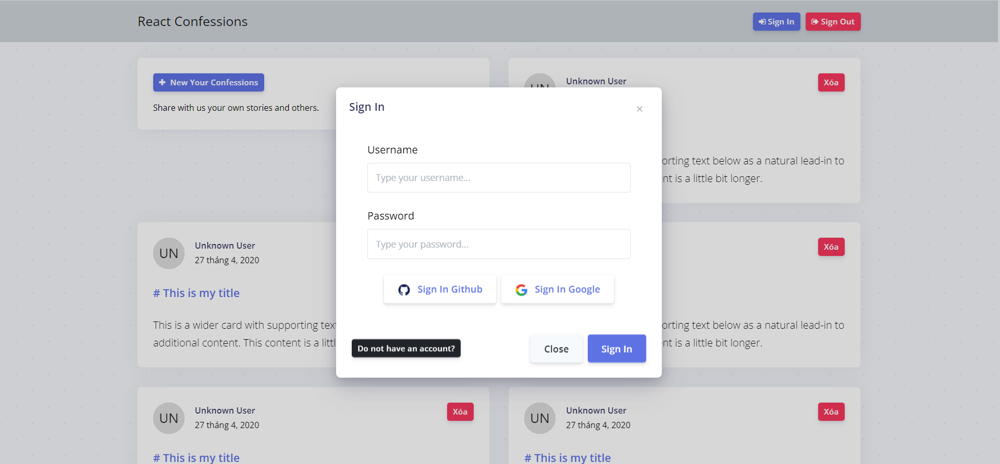 React Confessions
Sign In
Sign Out
New Your Confessions
Share with us your own stories and others.
Unknown User
Xóa
orting text below as a natural lead-in to
nt is a little bit longer.
Sign In
×
Username
Type your username...
Password
Type your password...
Sign In Github
Sign In Google
Do not have an account?
Close
Sign In
UN
Unknown User
27 tháng 4, 2020
# This is my title
This is a wider card with supporting tex
additional content. This content is a littl
Xóa
orting text below as a natural lead-in to
nt is a little bit longer.
UN
Unknown User
27 tháng 4, 2020
Xóa
# This is my title
UN
Unknown User
27 tháng 4, 2020
Xóa
# This is my title